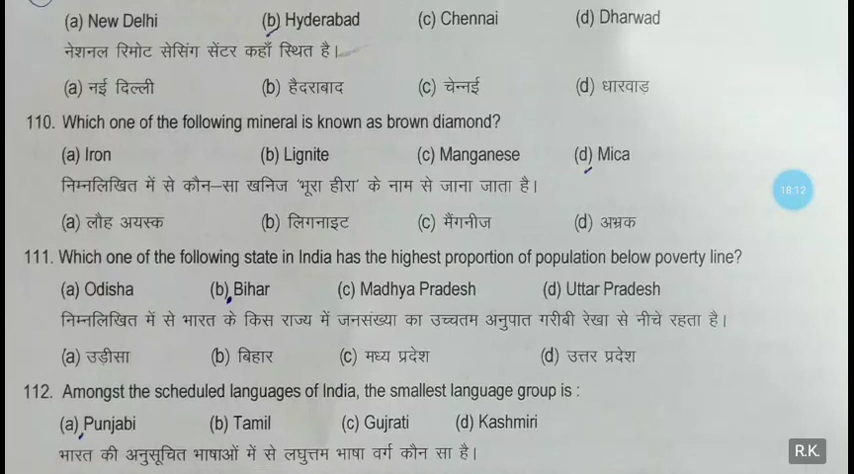 (a) New Delhi (b) Hyderabad (c) Chennai (d) Dharwad
नेशनल रिमोट सेसिंग सेंटर कहाँ स्थित है।
(a) नई दिल्ली (b) हैदराबाद (c) चेन्नई (d) धारवाड़
110. Which one of the following mineral is known as brown diamond?
(a) Iron (b) Lignite (c) Manganese (d) Mica
निम्नलिखित में से कौन-सा खनिज 'भूरा हीरा' के नाम से जाना जाता है।
18:12
(a) लौह अयस्क (b) लिगनाइट (c) मैंगनीज (d) अभ्रक
111. Which one of the following state in India has the highest proportion of population below poverty line?
(a) Odisha (b) Bihar (c) Madhya Pradesh (d) Uttar Pradesh
निम्नलिखित में से भारत के किस राज्य में जनसंख्या का उच्चतम अनुपात गरीबी रेखा से नीचे रहता है।
(a) उड़ीसा (b) बिहार (c) मध्य प्रदेश (d) उत्तर प्रदेश
112. Amongst the scheduled languages of India, the smallest language group is :
(a) Punjabi (b) Tamil (c) Gujrati (d) Kashmiri
भारत की अनुसूचित भाषाओं में से लघुत्तम भाषा वर्ग कौन सा है।
R.K.